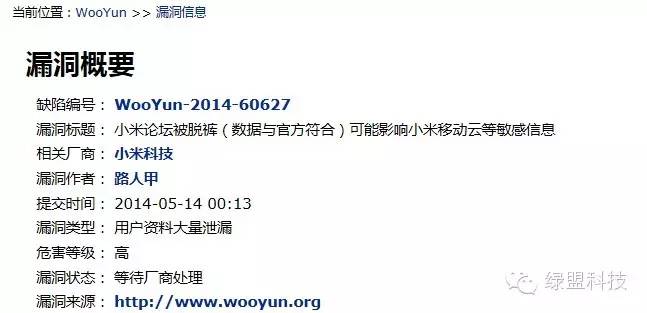 当前位置：WooYun >> 漏洞信息
漏洞概要
缺陷编号： WooYun-2014-60627
漏洞标题： 小米论坛被脱裤（数据与官方符合）可能影响小米移动云等敏感信息
相关厂商： 小米科技
漏洞作者： 路人甲
提交时间： 2014-05-14 00:13
漏洞类型： 用户资料大量泄漏
危害等级： 高
漏洞状态： 等待厂商处理
漏洞来源： http://www.wooyun.org
绿盟科技